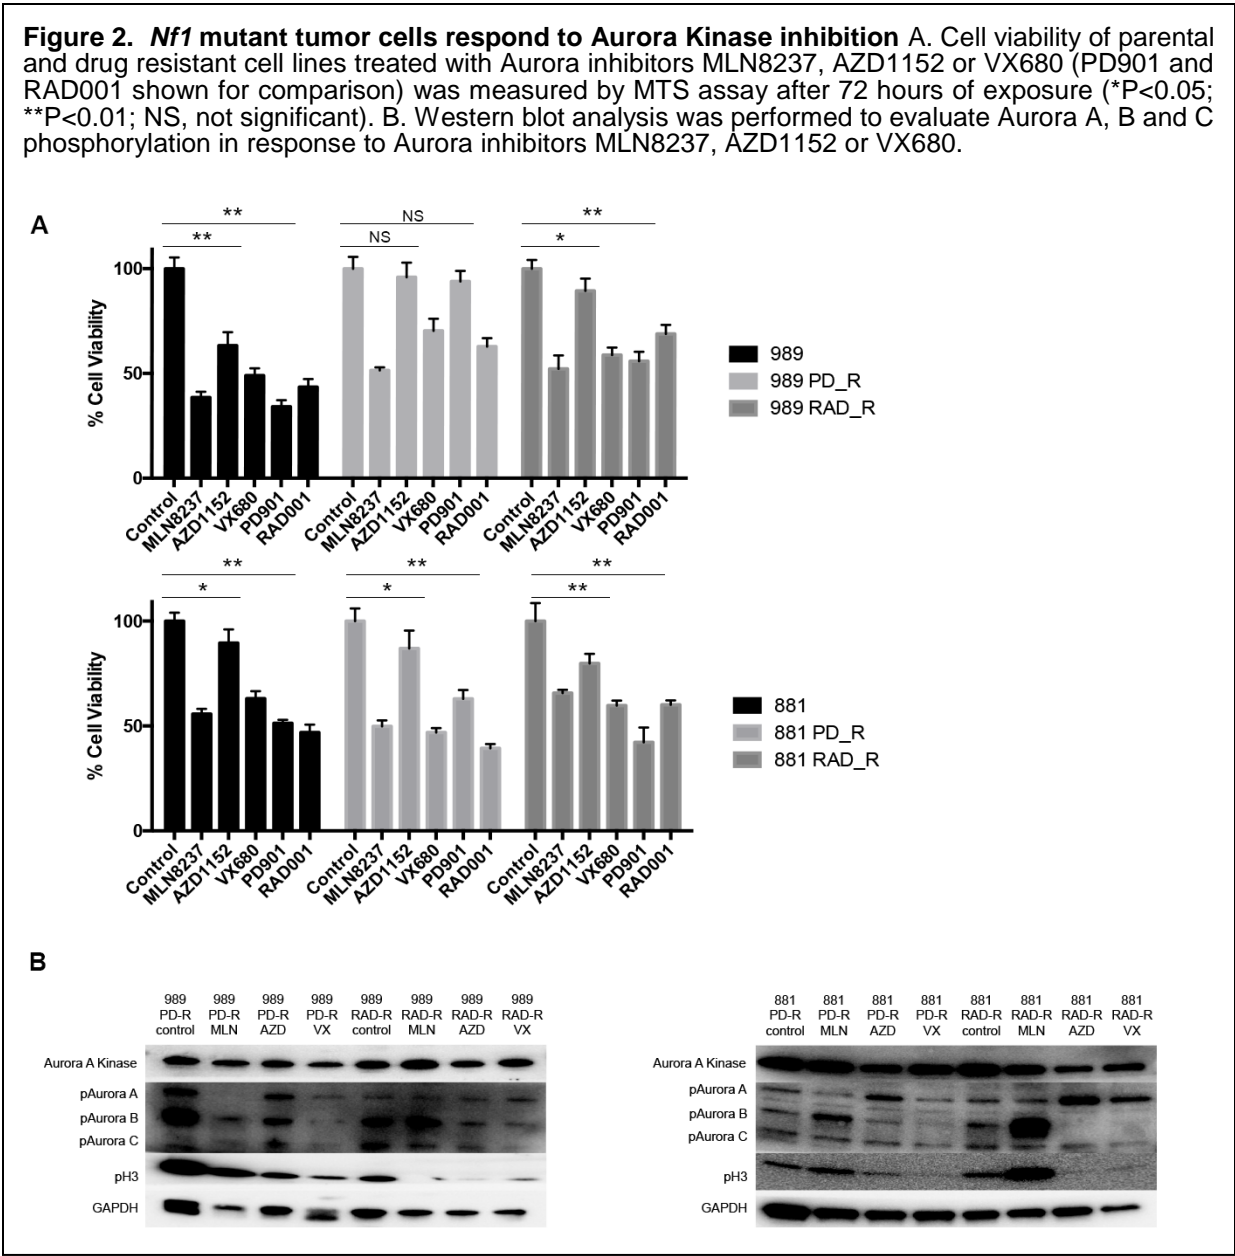 Figure 2. Nf1 mutant tumor cells respond to Aurora Kinase inhibition A. Cell viability of parental
and drug resistant cell lines treated with Aurora inhibitors MLN8237, AZD1152 or VX680 (PD901 and
RAD001 shown for comparison) was measured by MTS assay after 72 hours of exposure (*P<0.05;
**P<0.01; NS, not significant). B. Western blot analysis was performed to evaluate Aurora A, B and C
phosphorylation in response to Aurora inhibitors MLN8237, AZD1152 or VX680.
A
** NS **
** NS *
% Cell Viability
100
50
0
Control MLN8237 AZD1152 VX680 PD901 RAD001 Control MLN8237 AZD1152 VX680 PD901 RAD001 Control MLN8237 AZD1152 VX680 PD901 RAD001
989
989 PD_R
989 RAD_R
** ** **
* * **
% Cell Viability
100
50
0
Control MLN8237 AZD1152 VX680 PD901 RAD001 Control MLN8237 AZD1152 VX680 PD901 RAD001 Control MLN8237 AZD1152 VX680 PD901 RAD001
881
881 PD_R
881 RAD_R
B
989 989 989 989 989 989 989 989
PD-R PD-R PD-R PD-R RAD-R RAD-R RAD-R RAD-R
control MLN AZD VX control MLN AZD VX
Aurora A Kinase
pAurora A
pAurora B
pAurora C
pH3
GAPDH
881 881 881 881 881 881 881 881
PD-R PD-R PD-R PD-R RAD-R RAD-R RAD-R RAD-R
control MLN AZD VX control MLN AZD VX
Aurora A Kinase
pAurora A
pAurora B
pAurora C
pH3
GAPDH